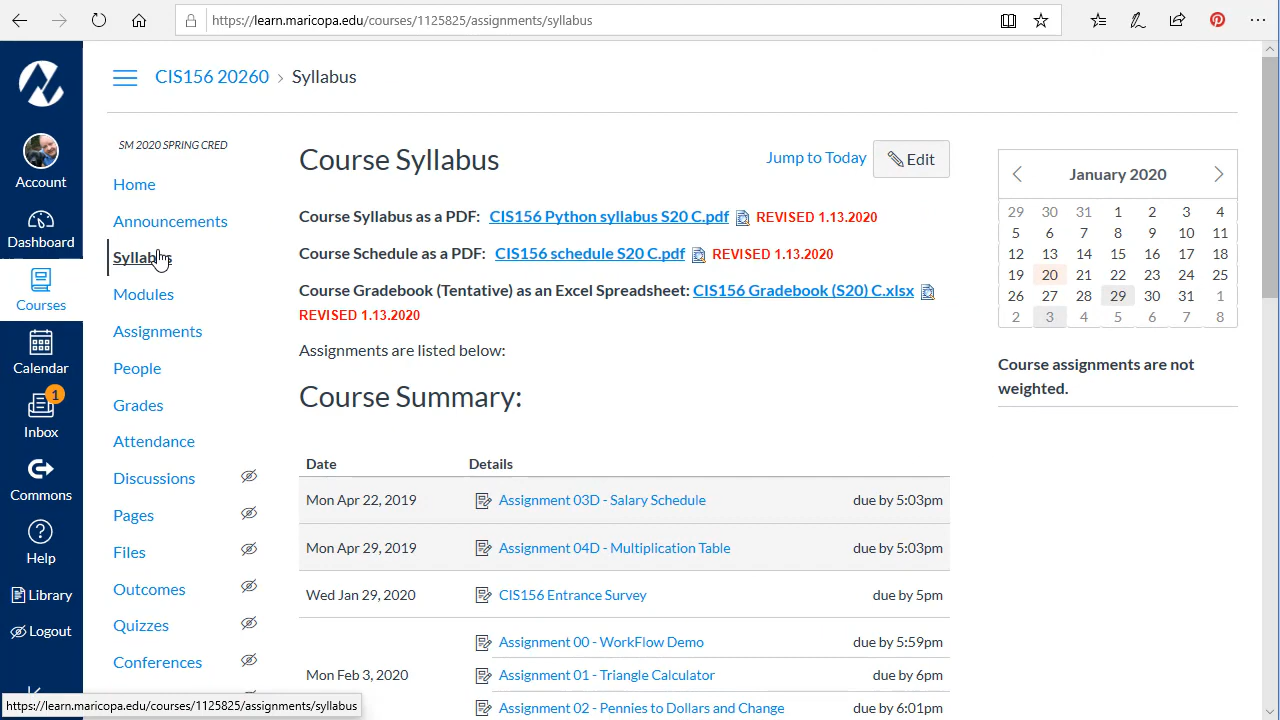 https://learn.maricopa.edu/courses/1125825/assignments/syllabus
CIS156 20260 › Syllabus
Account
Dashboard
Courses
Calendar
1
Inbox
Commons
Help
Library
Logout
SM 2020 SPRING CRED
Home
Announcements
Syllabus
Modules
Assignments
People
Grades
Attendance
Discussions
Pages
Files
Outcomes
Quizzes
Conferences
Course Syllabus
Jump to Today
Edit
Course Syllabus as a PDF: CIS156 Python syllabus S20 C.pdf REVISED 1.13.2020
Course Schedule as a PDF: CIS156 schedule S20 C.pdf REVISED 1.13.2020
Course Gradebook (Tentative) as an Excel Spreadsheet: CIS156 Gradebook (S20) C.xlsx
REVISED 1.13.2020
Assignments are listed below:
Course Summary:
Date Details
Mon Apr 22, 2019 Assignment 03D - Salary Schedule due by 5:03pm
Mon Apr 29, 2019 Assignment 04D - Multiplication Table due by 5:03pm
Wed Jan 29, 2020 CIS156 Entrance Survey due by 5pm
Assignment 00 - WorkFlow Demo due by 5:59pm
Mon Feb 3, 2020 Assignment 01 - Triangle Calculator due by 6pm
Assignment 02 - Pennies to Dollars and Change due by 6:01pm
January 2020
29 30 31 1 2 3 4
5 6 7 8 9 10 11
12 13 14 15 16 17 18
19 20 21 22 23 24 25
26 27 28 29 30 31 1
2 3 4 5 6 7 8
Course assignments are not
weighted.
https://learn.maricopa.edu/courses/1125825/assignments/syllabus